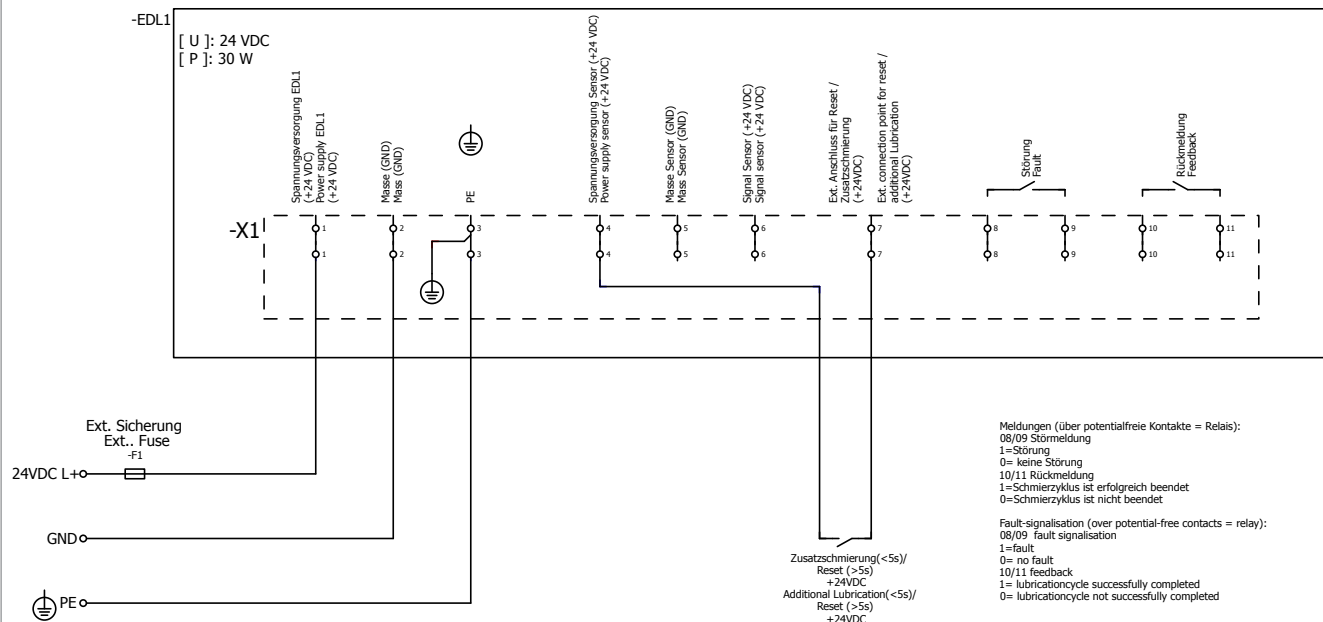 -EDL1
[ U ]: 24 VDC
[ P ]: 30 W
Spannungsversorgung EDL1
(+24 VDC)
Power supply EDL1
(+24 VDC)
Masse (GND)
Mass (GND)
PE
Spannungsversorgung Sensor (+24 VDC)
Power supply sensor (+24 VDC)
Masse Sensor (GND)
Mass Sensor (GND)
Signal Sensor (+24 VDC)
Signal sensor (+24 VDC)
Ext. Anschluss für Reset /
Zusatzschmierung
(+24VDC)
Ext. connection point for reset /
additional Lubrication
(+24VDC)
Störung
Fault
Rückmeldung
Feedback
-X1
1 2 3 4 5 6 7 8 9 10 11
1 2 3 4 5 6 7 8 9 10 11
Ext. Sicherung
Ext.. Fuse
-F1
24VDC L+
GND
PE
Zusatzschmierung(<5s)/
Reset (>5s)
+24VDC
Additional Lubrication(<5s)/
Reset (>5s)
+24VDC
Meldungen (über potentialfreie Kontakte = Relais):
08/09 Störmeldung
1=Störung
0= keine Störung
10/11 Rückmeldung
1=Schmierzyklus ist erfolgreich beendet
0=Schmierzyklus ist nicht beendet
Fault-signalisation (over potential-free contacts = relay):
08/09 fault signalisation
1=fault
0= no fault
10/11 feedback
1= lubricationcycle successfully completed
0= lubricationcycle not successfully completed